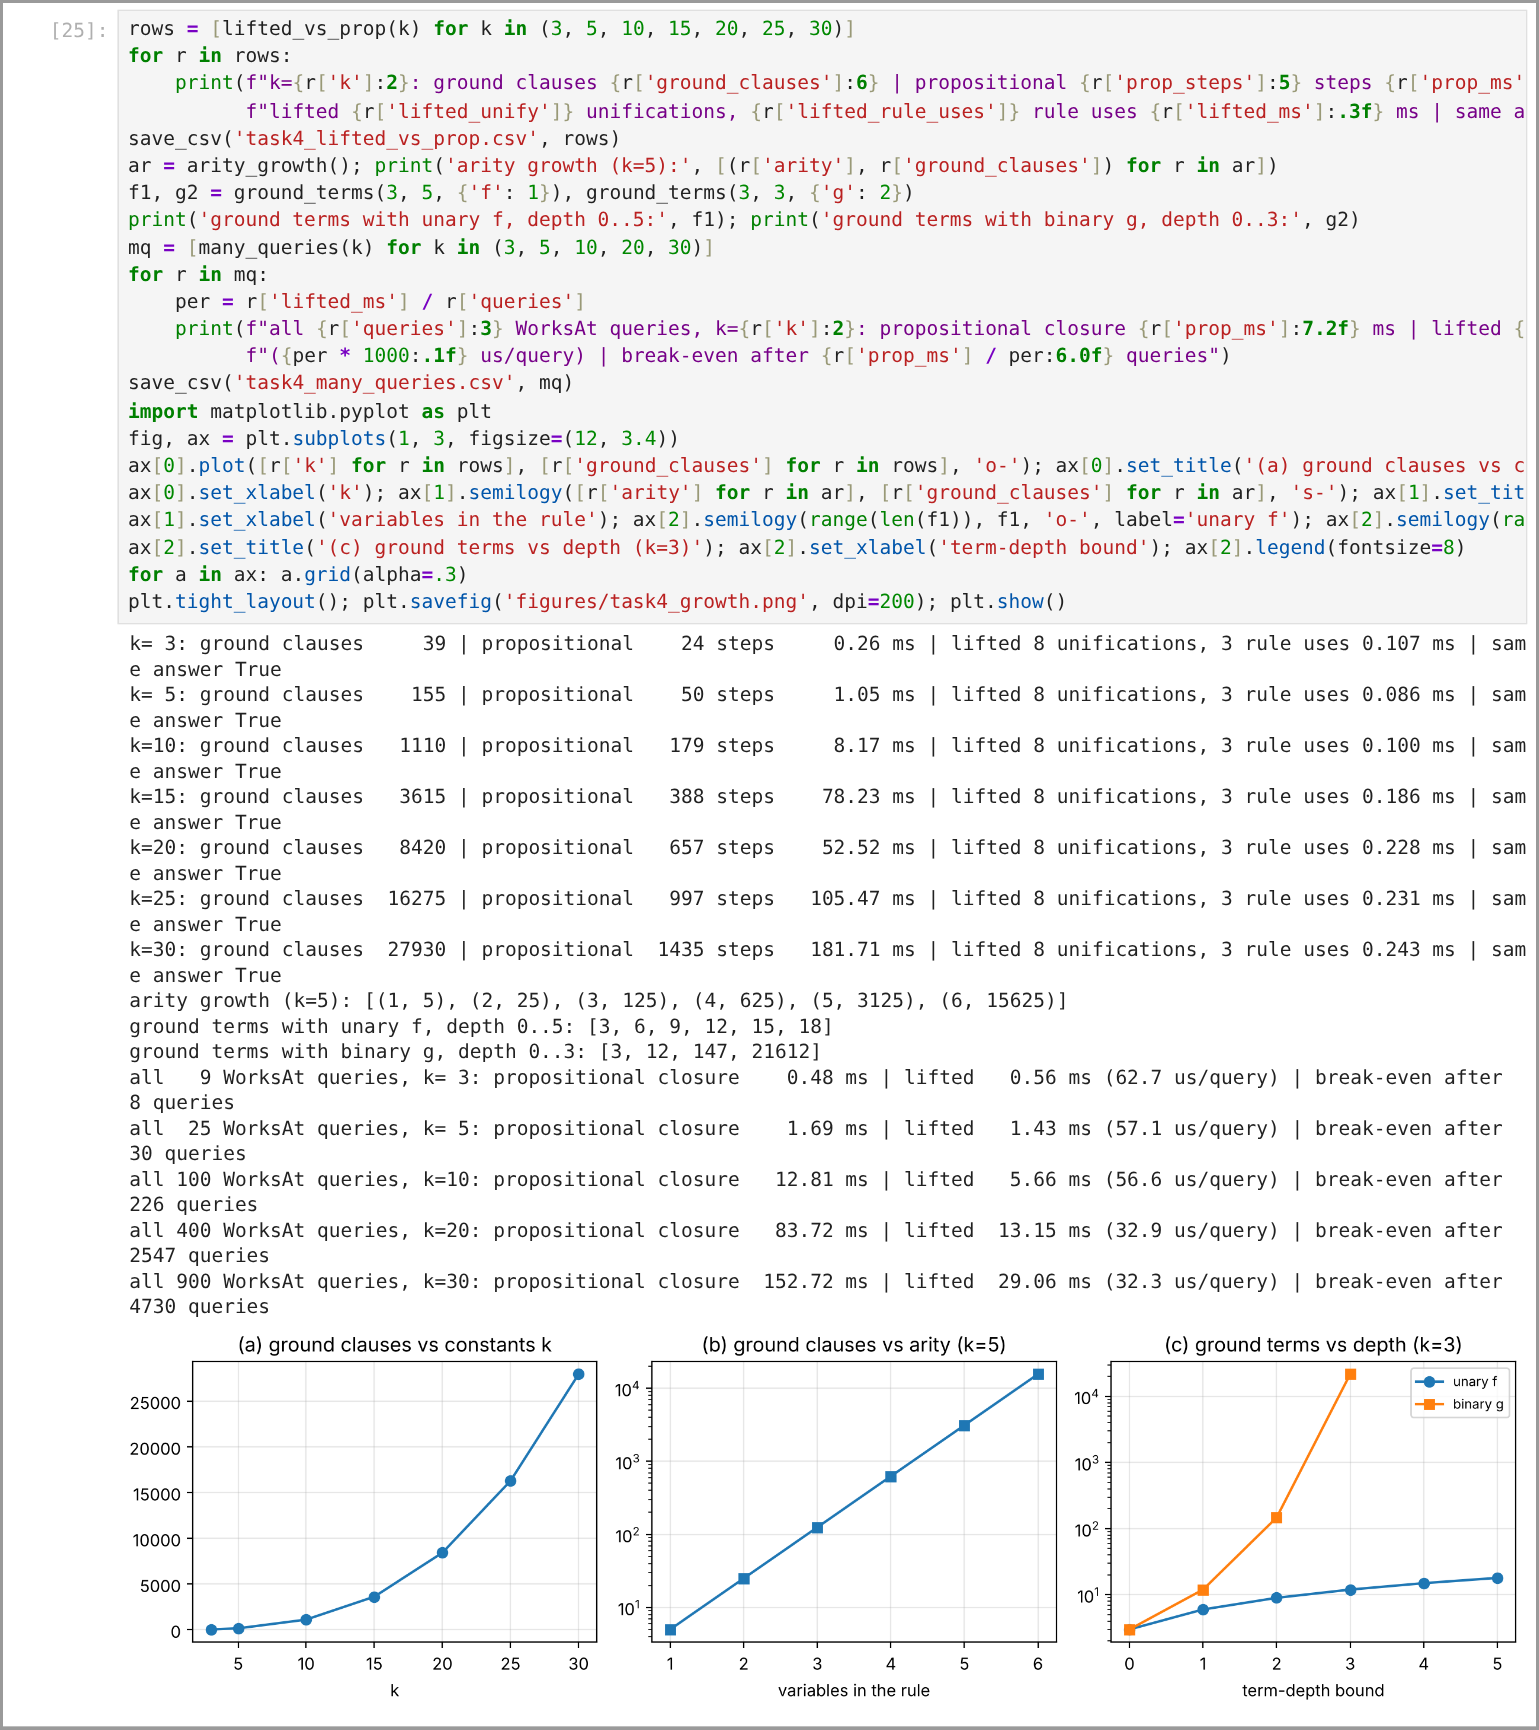 [25]:
rows = [lifted_vs_prop(k) for k in (3, 5, 10, 15, 20, 25, 30)]
for r in rows:
    print(f"k={r['k']:2}: ground clauses {r['ground_clauses']:6} | propositional {r['prop_steps']:5} steps {r['prop_ms'
          f"lifted {r['lifted_unify']} unifications, {r['lifted_rule_uses']} rule uses {r['lifted_ms']:.3f} ms | same a
save_csv('task4_lifted_vs_prop.csv', rows)
ar = arity_growth(); print('arity growth (k=5):', [(r['arity'], r['ground_clauses']) for r in ar])
f1, g2 = ground_terms(3, 5, {'f': 1}), ground_terms(3, 3, {'g': 2})
print('ground terms with unary f, depth 0..5:', f1); print('ground terms with binary g, depth 0..3:', g2)
mq = [many_queries(k) for k in (3, 5, 10, 20, 30)]
for r in mq:
    per = r['lifted_ms'] / r['queries']
    print(f"all {r['queries']:3} WorksAt queries, k={r['k']:2}: propositional closure {r['prop_ms']:7.2f} ms | lifted {
          f"({per * 1000:.1f} us/query) | break-even after {r['prop_ms'] / per:6.0f} queries")
save_csv('task4_many_queries.csv', mq)
import matplotlib.pyplot as plt
fig, ax = plt.subplots(1, 3, figsize=(12, 3.4))
ax[0].plot([r['k'] for r in rows], [r['ground_clauses'] for r in rows], 'o-'); ax[0].set_title('(a) ground clauses vs c
ax[0].set_xlabel('k'); ax[1].semilogy([r['arity'] for r in ar], [r['ground_clauses'] for r in ar], 's-'); ax[1].set_tit
ax[1].set_xlabel('variables in the rule'); ax[2].semilogy(range(len(f1)), f1, 'o-', label='unary f'); ax[2].semilogy(ra
ax[2].set_title('(c) ground terms vs depth (k=3)'); ax[2].set_xlabel('term-depth bound'); ax[2].legend(fontsize=8)
for a in ax: a.grid(alpha=.3)
plt.tight_layout(); plt.savefig('figures/task4_growth.png', dpi=200); plt.show()
k= 3: ground clauses     39 | propositional    24 steps     0.26 ms | lifted 8 unifications, 3 rule uses 0.107 ms | sam
e answer True
k= 5: ground clauses    155 | propositional    50 steps     1.05 ms | lifted 8 unifications, 3 rule uses 0.086 ms | sam
e answer True
k=10: ground clauses   1110 | propositional   179 steps     8.17 ms | lifted 8 unifications, 3 rule uses 0.100 ms | sam
e answer True
k=15: ground clauses   3615 | propositional   388 steps    78.23 ms | lifted 8 unifications, 3 rule uses 0.186 ms | sam
e answer True
k=20: ground clauses   8420 | propositional   657 steps    52.52 ms | lifted 8 unifications, 3 rule uses 0.228 ms | sam
e answer True
k=25: ground clauses  16275 | propositional   997 steps   105.47 ms | lifted 8 unifications, 3 rule uses 0.231 ms | sam
e answer True
k=30: ground clauses  27930 | propositional  1435 steps   181.71 ms | lifted 8 unifications, 3 rule uses 0.243 ms | sam
e answer True
arity growth (k=5): [(1, 5), (2, 25), (3, 125), (4, 625), (5, 3125), (6, 15625)]
ground terms with unary f, depth 0..5: [3, 6, 9, 12, 15, 18]
ground terms with binary g, depth 0..3: [3, 12, 147, 21612]
all   9 WorksAt queries, k= 3: propositional closure    0.48 ms | lifted   0.56 ms (62.7 us/query) | break-even after
8 queries
all  25 WorksAt queries, k= 5: propositional closure    1.69 ms | lifted   1.43 ms (57.1 us/query) | break-even after
30 queries
all 100 WorksAt queries, k=10: propositional closure   12.81 ms | lifted   5.66 ms (56.6 us/query) | break-even after
226 queries
all 400 WorksAt queries, k=20: propositional closure   83.72 ms | lifted  13.15 ms (32.9 us/query) | break-even after
2547 queries
all 900 WorksAt queries, k=30: propositional closure  152.72 ms | lifted  29.06 ms (32.3 us/query) | break-even after
4730 queries
(a) ground clauses vs constants k
25000
20000
15000
10000
5000
0
5 10 15 20 25 30
k
(b) ground clauses vs arity (k=5)
10⁴
10³
10²
10¹
1 2 3 4 5 6
variables in the rule
(c) ground terms vs depth (k=3)
unary f
binary g
10⁴
10³
10²
10¹
0 1 2 3 4 5
term-depth bound